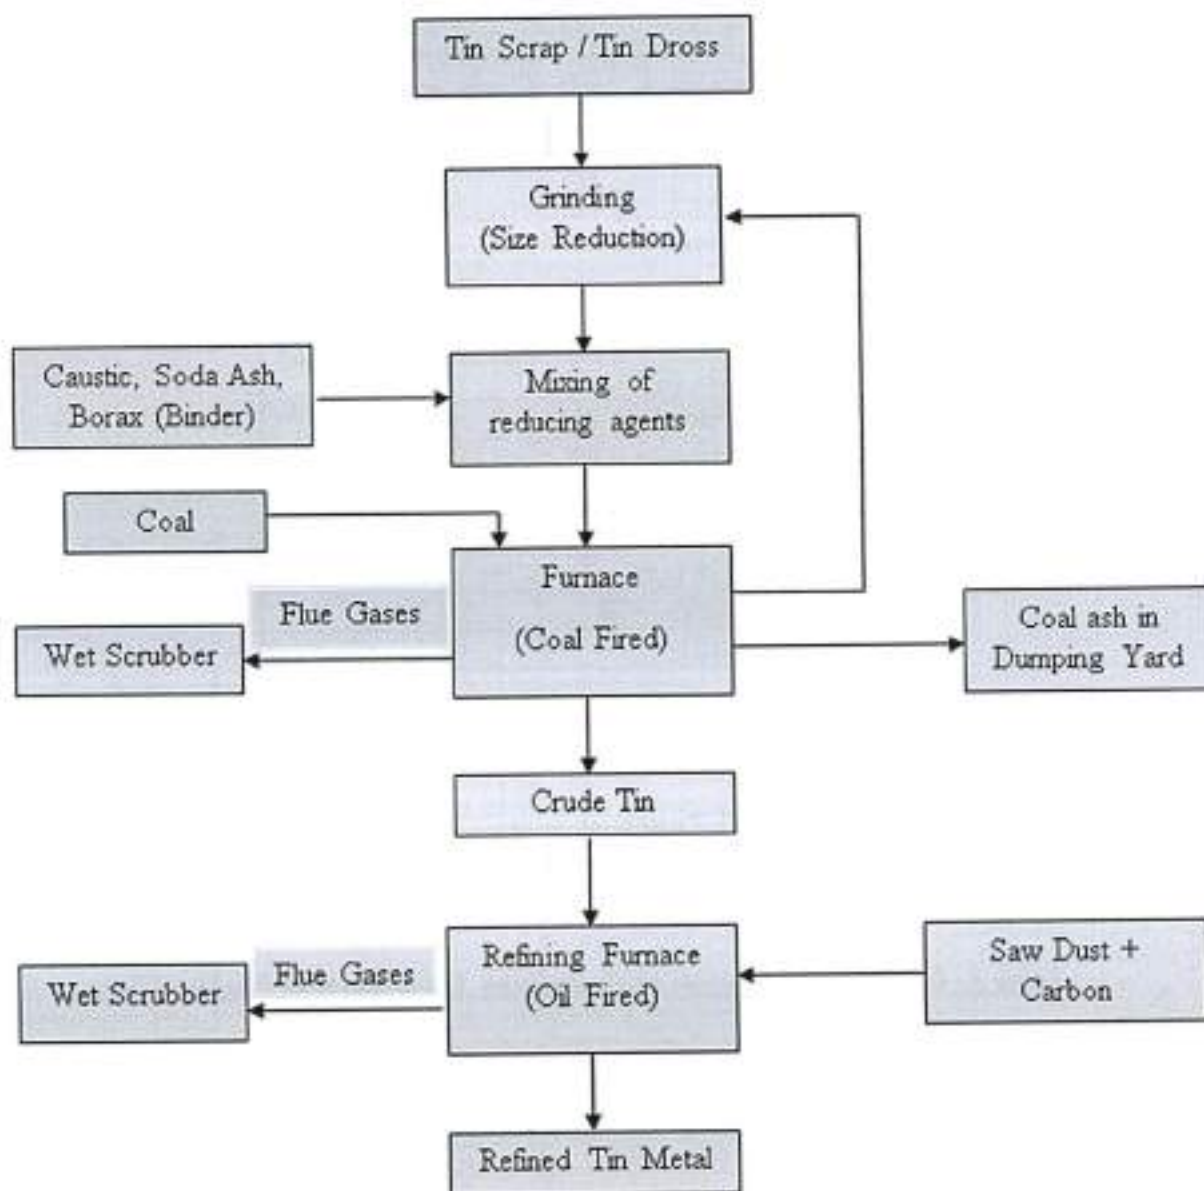 Tin Scrap / Tin Dross
Grinding
(Size Reduction)
Caustic, Soda Ash,
Borax (Binder)
Mixing of
reducing agents
Coal
Furnace
(Coal Fired)
Flue Gases
Wet Scrubber
Coal ash in
Dumping Yard
Crude Tin
Refining Furnace
(Oil Fired)
Flue Gases
Wet Scrubber
Saw Dust +
Carbon
Refined Tin Metal